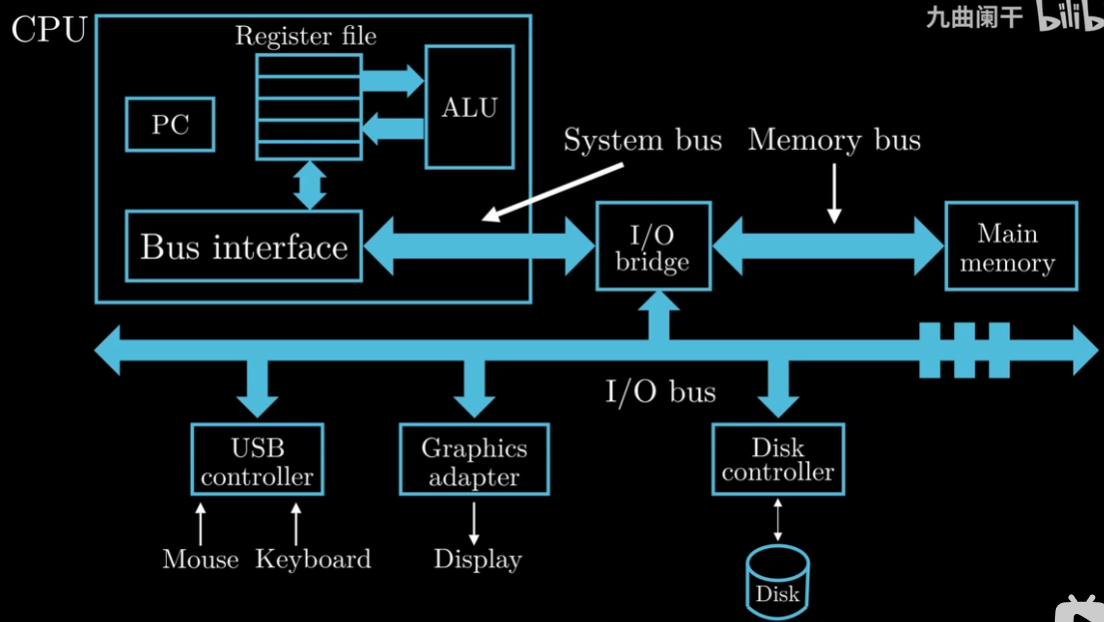 九曲阑干 bilib
CPU
Register file
PC
ALU
System bus
Memory bus
Bus interface
I/O
bridge
Main
memory
I/O bus
USB
controller
Graphics
adapter
Disk
controller
Mouse
Keyboard
Display
Disk